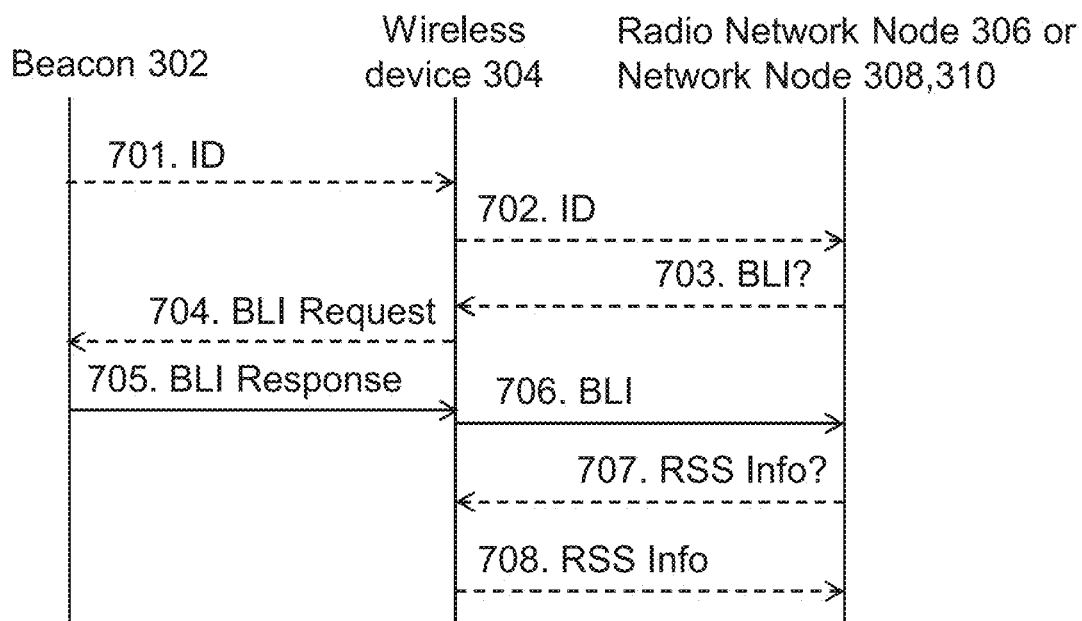 Beacon 302
Wireless
device 304
Radio Network Node 306 or
Network Node 308,310
701. ID
702. ID
703. BLI?
704. BLI Request
705. BLI Response
706. BLI
707. RSS Info?
708. RSS Info